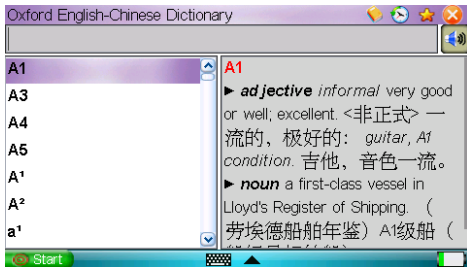 Oxford English-Chinese Dictionary
A1
A3
A4
A5
A¹
A²
a¹
A1
► adjective informal very good
or well; excellent. <非正式> 一
流的，极好的： guitar, A1
condition. 吉他，音色一流。
► noun a first-class vessel in
Lloyd's Register of Shipping. （
劳埃德船舶年鉴）A1级船（
Start